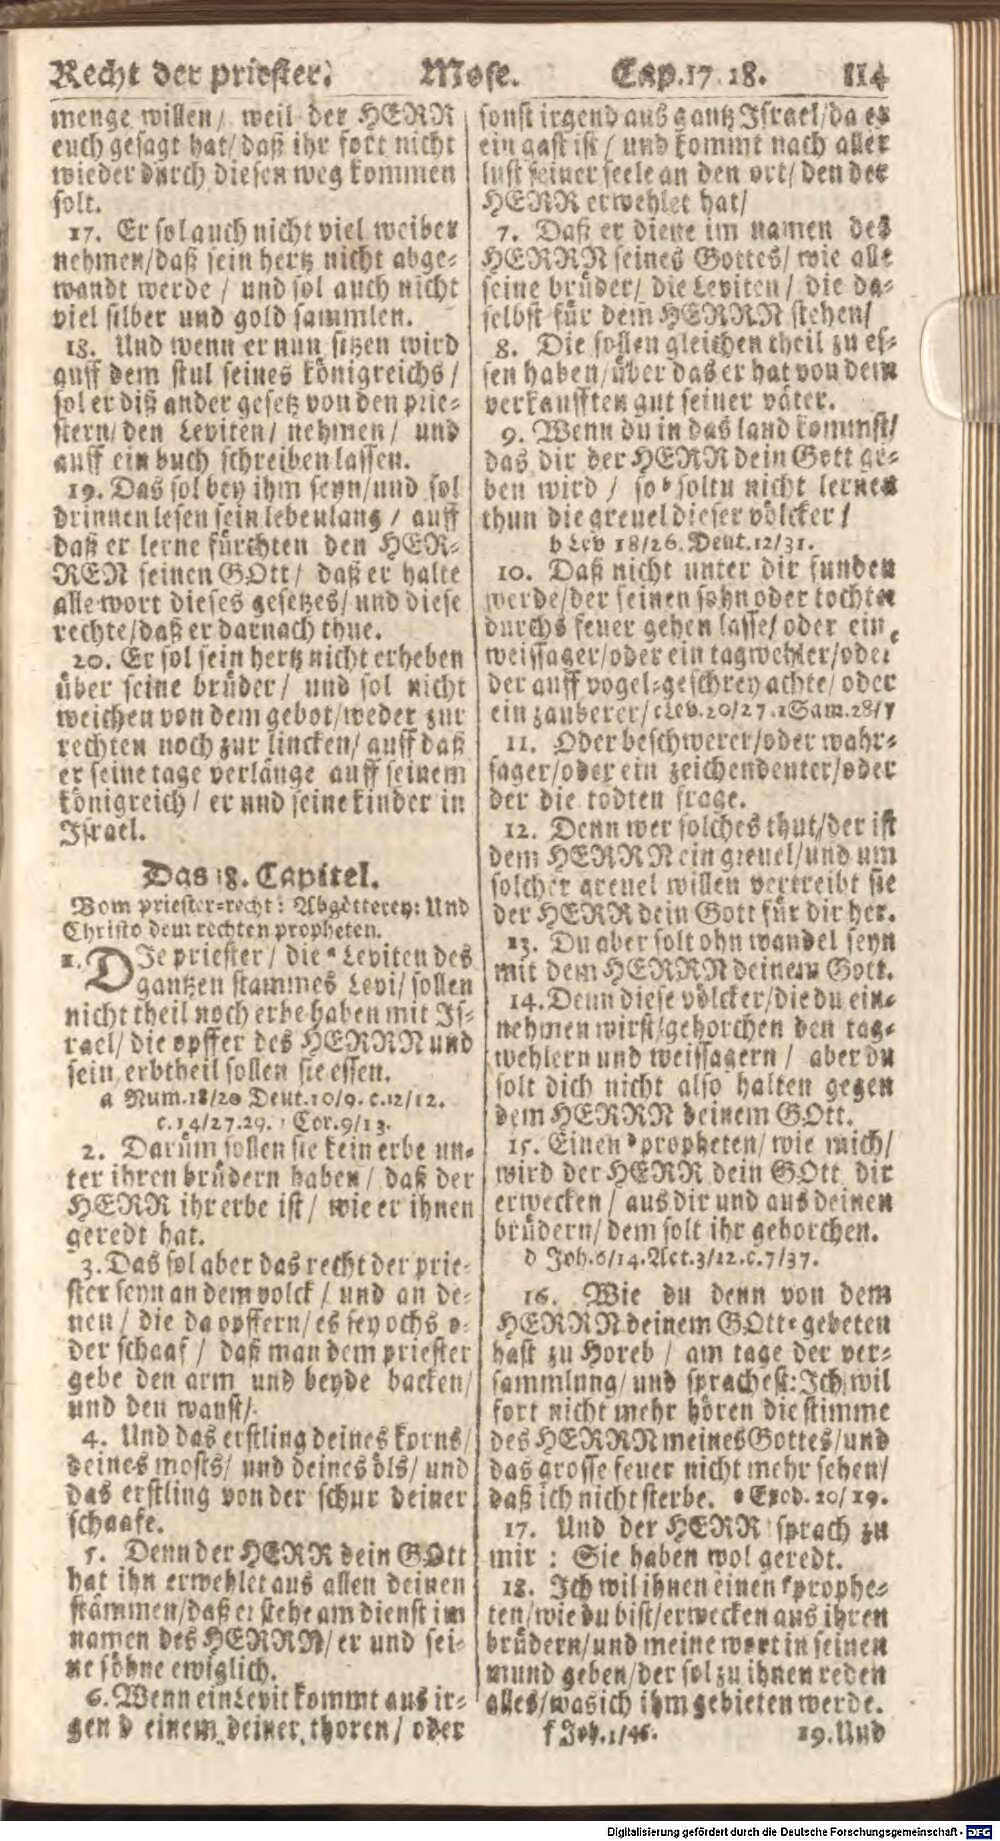 Recht der priester. Mose. Cap. 17. 18. 114
menge willen/ weil der HERR
euch gesagt hat/ daß ihr fort nicht
wieder durch diesen weg kommen
solt.
17. Er sol auch nicht viel weiber
nehmen/ daß sein hertz nicht abge-
wandt werde / und sol auch nicht
viel silber und gold sammlen.
18. Und wenn er nun sitzen wird
auff dem stul seines königreichs /
sol er diß ander gesetz von den prie-
stern/ den Leviten/ nehmen/ und
auff ein buch schreiben lassen.
19. Das sol bey ihm seyn/ und sol
drinnen lesen sein lebenlang / auff
daß er lerne fürchten den HER-
REN seinen GOtt/ daß er halte
alle wort dieses gesetzes/ und diese
rechte/ daß er darnach thue.
20. Er sol sein hertz nicht erheben
über seine brüder/ und sol nicht
weichen von dem gebot/ weder zur
rechten noch zur lincken/ auff daß
er seine tage verlänge auff seinem
königreich / er und seine kinder in
Israel.
Das 18. Capitel.
Vom priester-recht: Abgötterey: Und
Christo dem rechten propheten.
1. DJe priester/ die a Leviten des
gantzen stammes Levi/ sollen
nicht theil noch erbe haben mit Is-
rael/ die opffer des HERRN und
sein erbtheil sollen sie essen.
a Num. 18/20 Deut. 10/9. c. 12/12.
c. 14/27. 29. 1 Cor. 9/13.
2. Darüm sollen sie kein erbe un-
ter ihren brüdern haben / daß der
HERR ihr erbe ist / wie er ihnen
geredt hat.
3. Das sol aber das recht der prie-
ster seyn an dem volck / und an de-
nen / die da opffern/ es sey ochs o-
der schaaf / daß man dem priester
gebe den arm und beyde backen/
und den wanst/
4. Und das erstling deines korns/
deines mosts/ und deines öls/ und
das erstling von der schur deiner
schaafe.
5. Denn der HERR dein GOtt
hat ihn erwehlet aus allen deinen
stämmen/ daß er stehe am dienst im
namen des HERRN/ er und sei-
ne söhne ewiglich.
6. Wenn ein Levit kommt aus ir-
gend einem deiner thoren/ oder
sonst irgend aus gantz Israel/ da er
ein gast ist / und kommt nach aller
lust seiner seele an den ort/ den der
HERR erwehlet hat/
7. Daß er diene im namen des
HERRN seines Gottes/ wie alle
seine brüder/ die Leviten/ die da-
selbst für dem HERRN stehen/
8. Die sollen gleichen theil zu es-
sen haben/ über das er hat von dem
verkaufften gut seiner väter.
9. Wenn du in das land kommst/
das dir der HERR dein Gott ge-
ben wird / so b soltu nicht lernen
thun die greuel dieser völcker /
b Lev 18/26. Deut. 12/31.
10. Daß nicht unter dir funden
werde/ der seinen sohn oder tochter
durchs feuer gehen lasse/ oder ein c
weissager/ oder ein tagwehler/ oder
der auff vogel-geschrey achte/ oder
ein zauberer/ c Lev. 20/27. 1 Sam. 28/7
11. Oder beschwerer/ oder wahr-
sager/ oder ein zeichendeuter/ oder
der die todten frage.
12. Denn wer solches thut/ der ist
dem HERRN ein greuel/ und um
solcher greuel willen vertreibt sie
der HERR dein Gott für dir her.
13. Du aber solt ohn wandel seyn
mit dem HERRN deinem Gott.
14. Denn diese völcker/ die du ein-
nehmen wirst/ gehorchen den tag-
wehlern und weissagern / aber du
solt dich nicht also halten gegen
dem HERRN deinem GOtt.
15. Einen d propheten/ wie mich/
wird der HERR dein GOtt dir
erwecken / aus dir und aus deinen
brüdern/ dem solt ihr gehorchen.
d Joh. 6/14. Act. 3/22. c. 7/37.
16. Wie du denn von dem
HERRN deinem GOtt e gebeten
hast zu Horeb / am tage der ver-
sammlung/ und sprachest: Ich wil
fort nicht mehr hören die stimme
des HERRN meines Gottes/ und
das grosse feuer nicht mehr sehen/
daß ich nicht sterbe. e Exod. 20/19.
17. Und der HERR sprach zu
mir : Sie haben wol geredt.
18. Ich wil ihnen einen f prophe-
ten/ wie du bist/ erwecken aus ihren
brüdern/ und meine wort in seinen
mund geben/ der sol zu ihnen reden
alles/ was ich ihm gebieten werde.
f Joh. 1/45. 19. Und
Digitalisierung gefördert durch die Deutsche Forschungsgemeinschaft - DFG